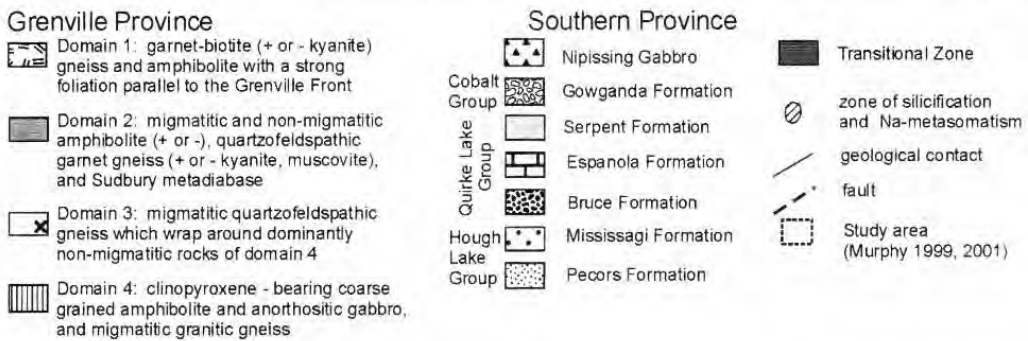 Grenville Province
Domain 1: garnet-biotite (+ or - kyanite)
gneiss and amphibolite with a strong
foliation parallel to the Grenville Front
Domain 2: migmatitic and non-migmatitic
amphibolite (+ or -), quartzofeldspathic
garnet gneiss (+ or - kyanite, muscovite),
and Sudbury metadiabase
Domain 3: migmatitic quartzofeldspathic
gneiss which wrap around dominantly
non-migmatitic rocks of domain 4
Domain 4: clinopyroxene - bearing coarse
grained amphibolite and anorthositic gabbro,
and migmatitic granitic gneiss
Southern Province
Nipissing Gabbro
Cobalt
Group
Gowganda Formation
Quirke Lake
Group
Serpent Formation
Espanola Formation
Bruce Formation
Hough
Lake
Group
Mississagi Formation
Pecors Formation
Transitional Zone
zone of silicification
and Na-metasomatism
geological contact
fault
Study area
(Murphy 1999, 2001)